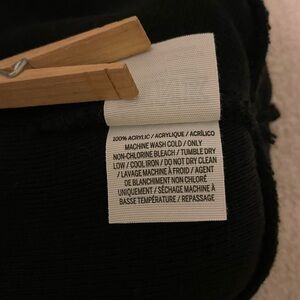 100% ACRYLIC / ACRYLIQUE / ACRÍLICO
MACHINE WASH COLD / ONLY
NON-CHLORINE BLEACH / TUMBLE DRY
LOW / COOL IRON / DO NOT DRY CLEAN
/ LAVAGE MACHINE À FROID / AGENT
DE BLANCHIMENT NON CHLORÉ
UNIQUEMENT / SÉCHAGE MACHINE À
BASSE TEMPÉRATURE / REPASSAGE